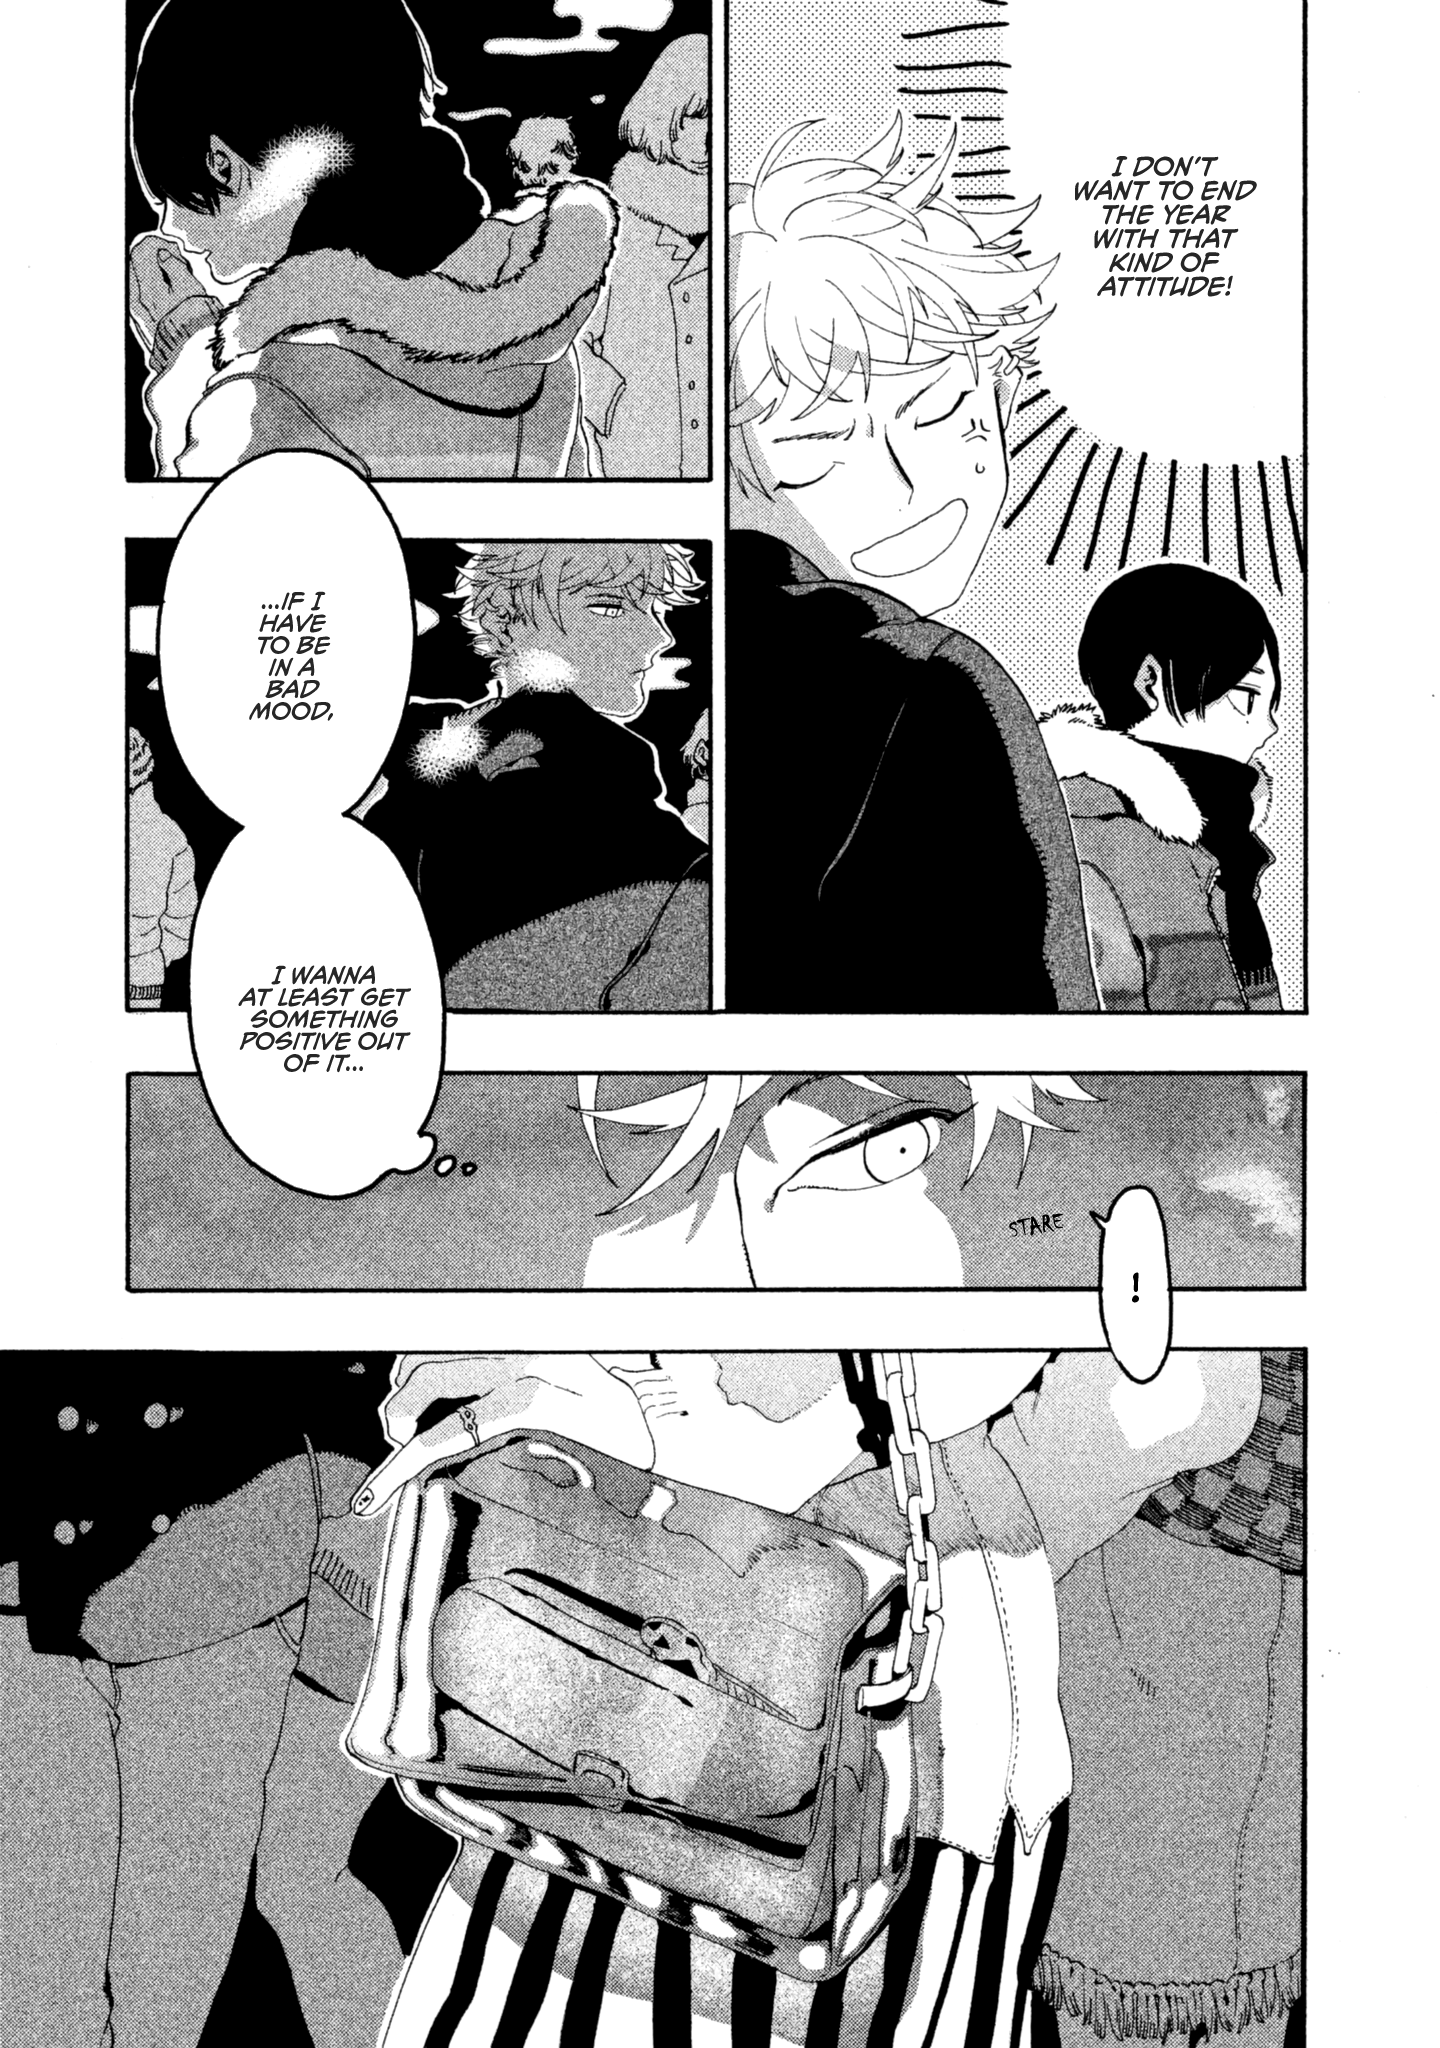 I DON'T
WANT TO END
THE YEAR
WITH THAT
KIND OF
ATTITUDE!
...IF I
HAVE
TO BE
IN A
BAD
MOOD,
I WANNA
AT LEAST GET
SOMETHING
POSITIVE OUT
OF IT...
STARE
!